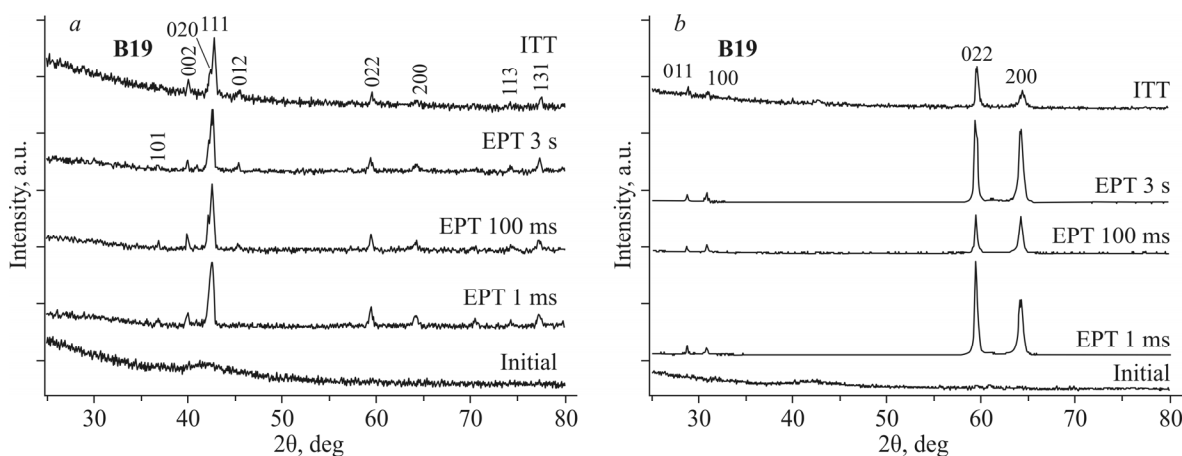 a
B19
002
020
111
012
022
200
113
131
ITT
101
EPT 3 s
EPT 100 ms
EPT 1 ms
Initial
Intensity, a.u.
30 40 50 60 70 80
2θ, deg
b
B19
011
100
022
200
ITT
EPT 3 s
EPT 100 ms
EPT 1 ms
Initial
Intensity, a.u.
30 40 50 60 70 80
2θ, deg